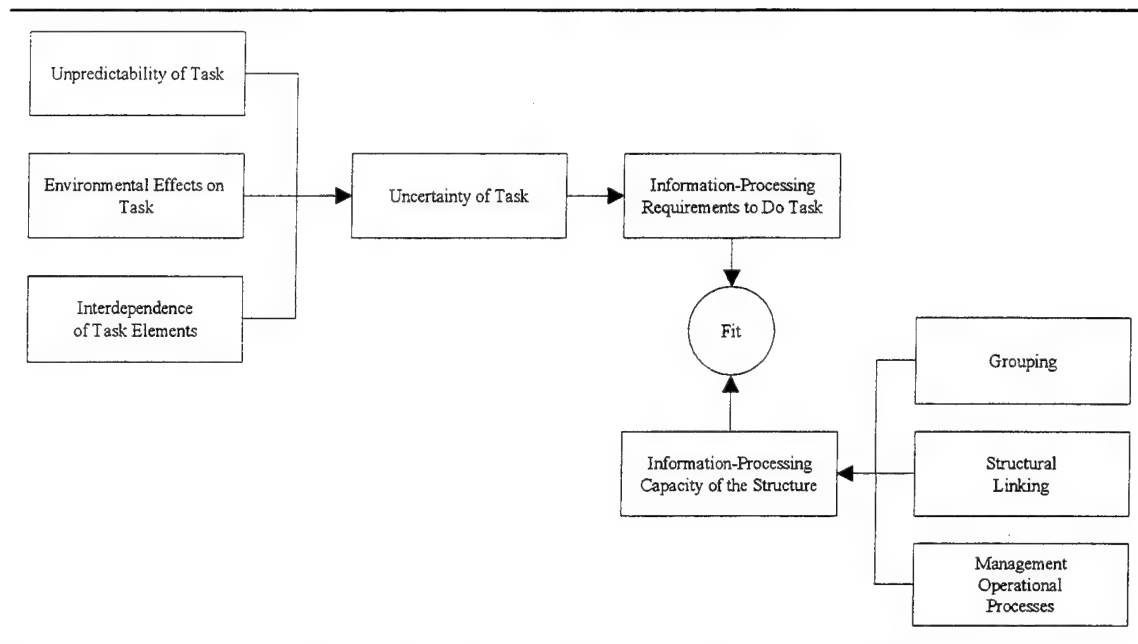 Unpredictability of Task
Environmental Effects on
Task
Interdependence
of Task Elements
Uncertainty of Task
Information-Processing
Requirements to Do Task
Fit
Information-Processing
Capacity of the Structure
Grouping
Structural
Linking
Management
Operational
Processes